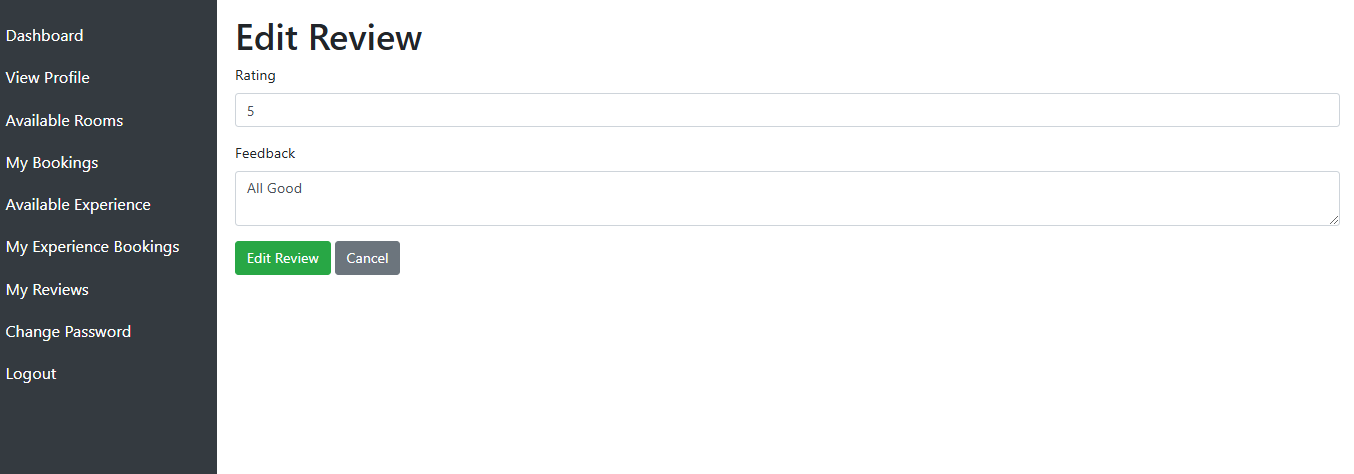 Dashboard
View Profile
Available Rooms
My Bookings
Available Experience
My Experience Bookings
My Reviews
Change Password
Logout
Edit Review
Rating
5
Feedback
All Good
Edit Review Cancel